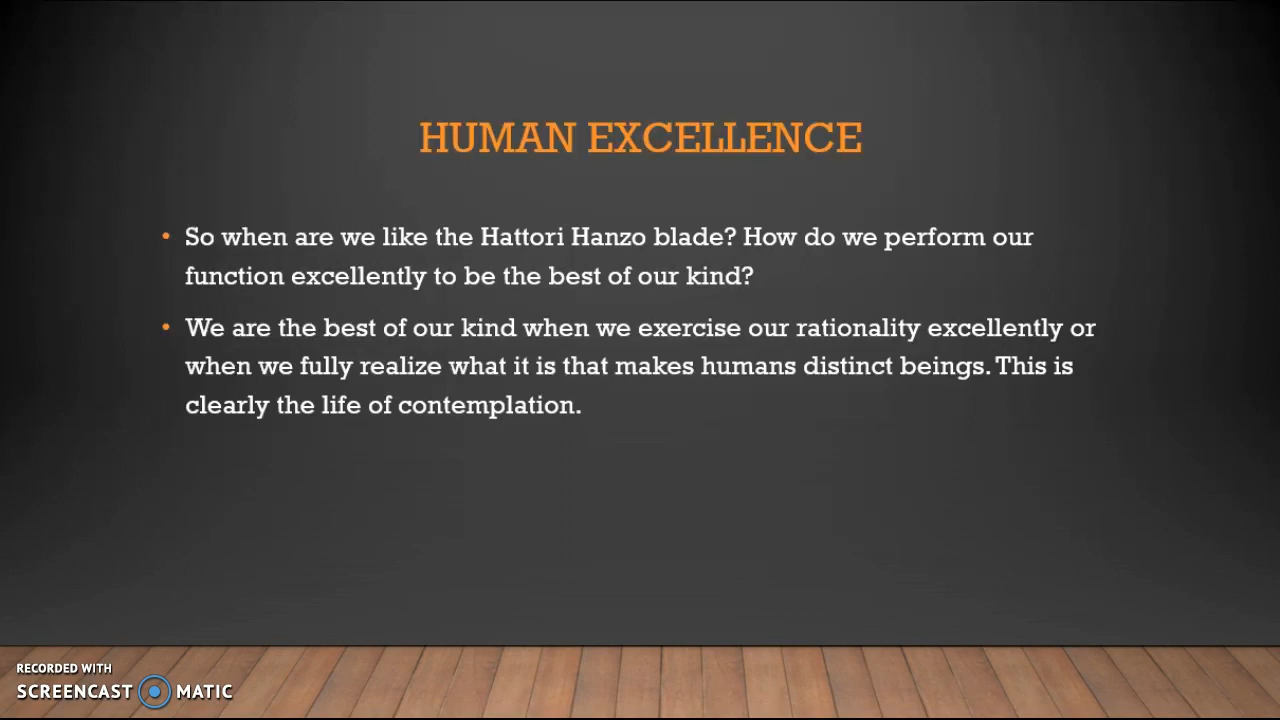 HUMAN EXCELLENCE
• So when are we like the Hattori Hanzo blade? How do we perform our
function excellently to be the best of our kind?
• We are the best of our kind when we exercise our rationality excellently or
when we fully realize what it is that makes humans distinct beings. This is
clearly the life of contemplation.
RECORDED WITH
SCREENCAST MATIC